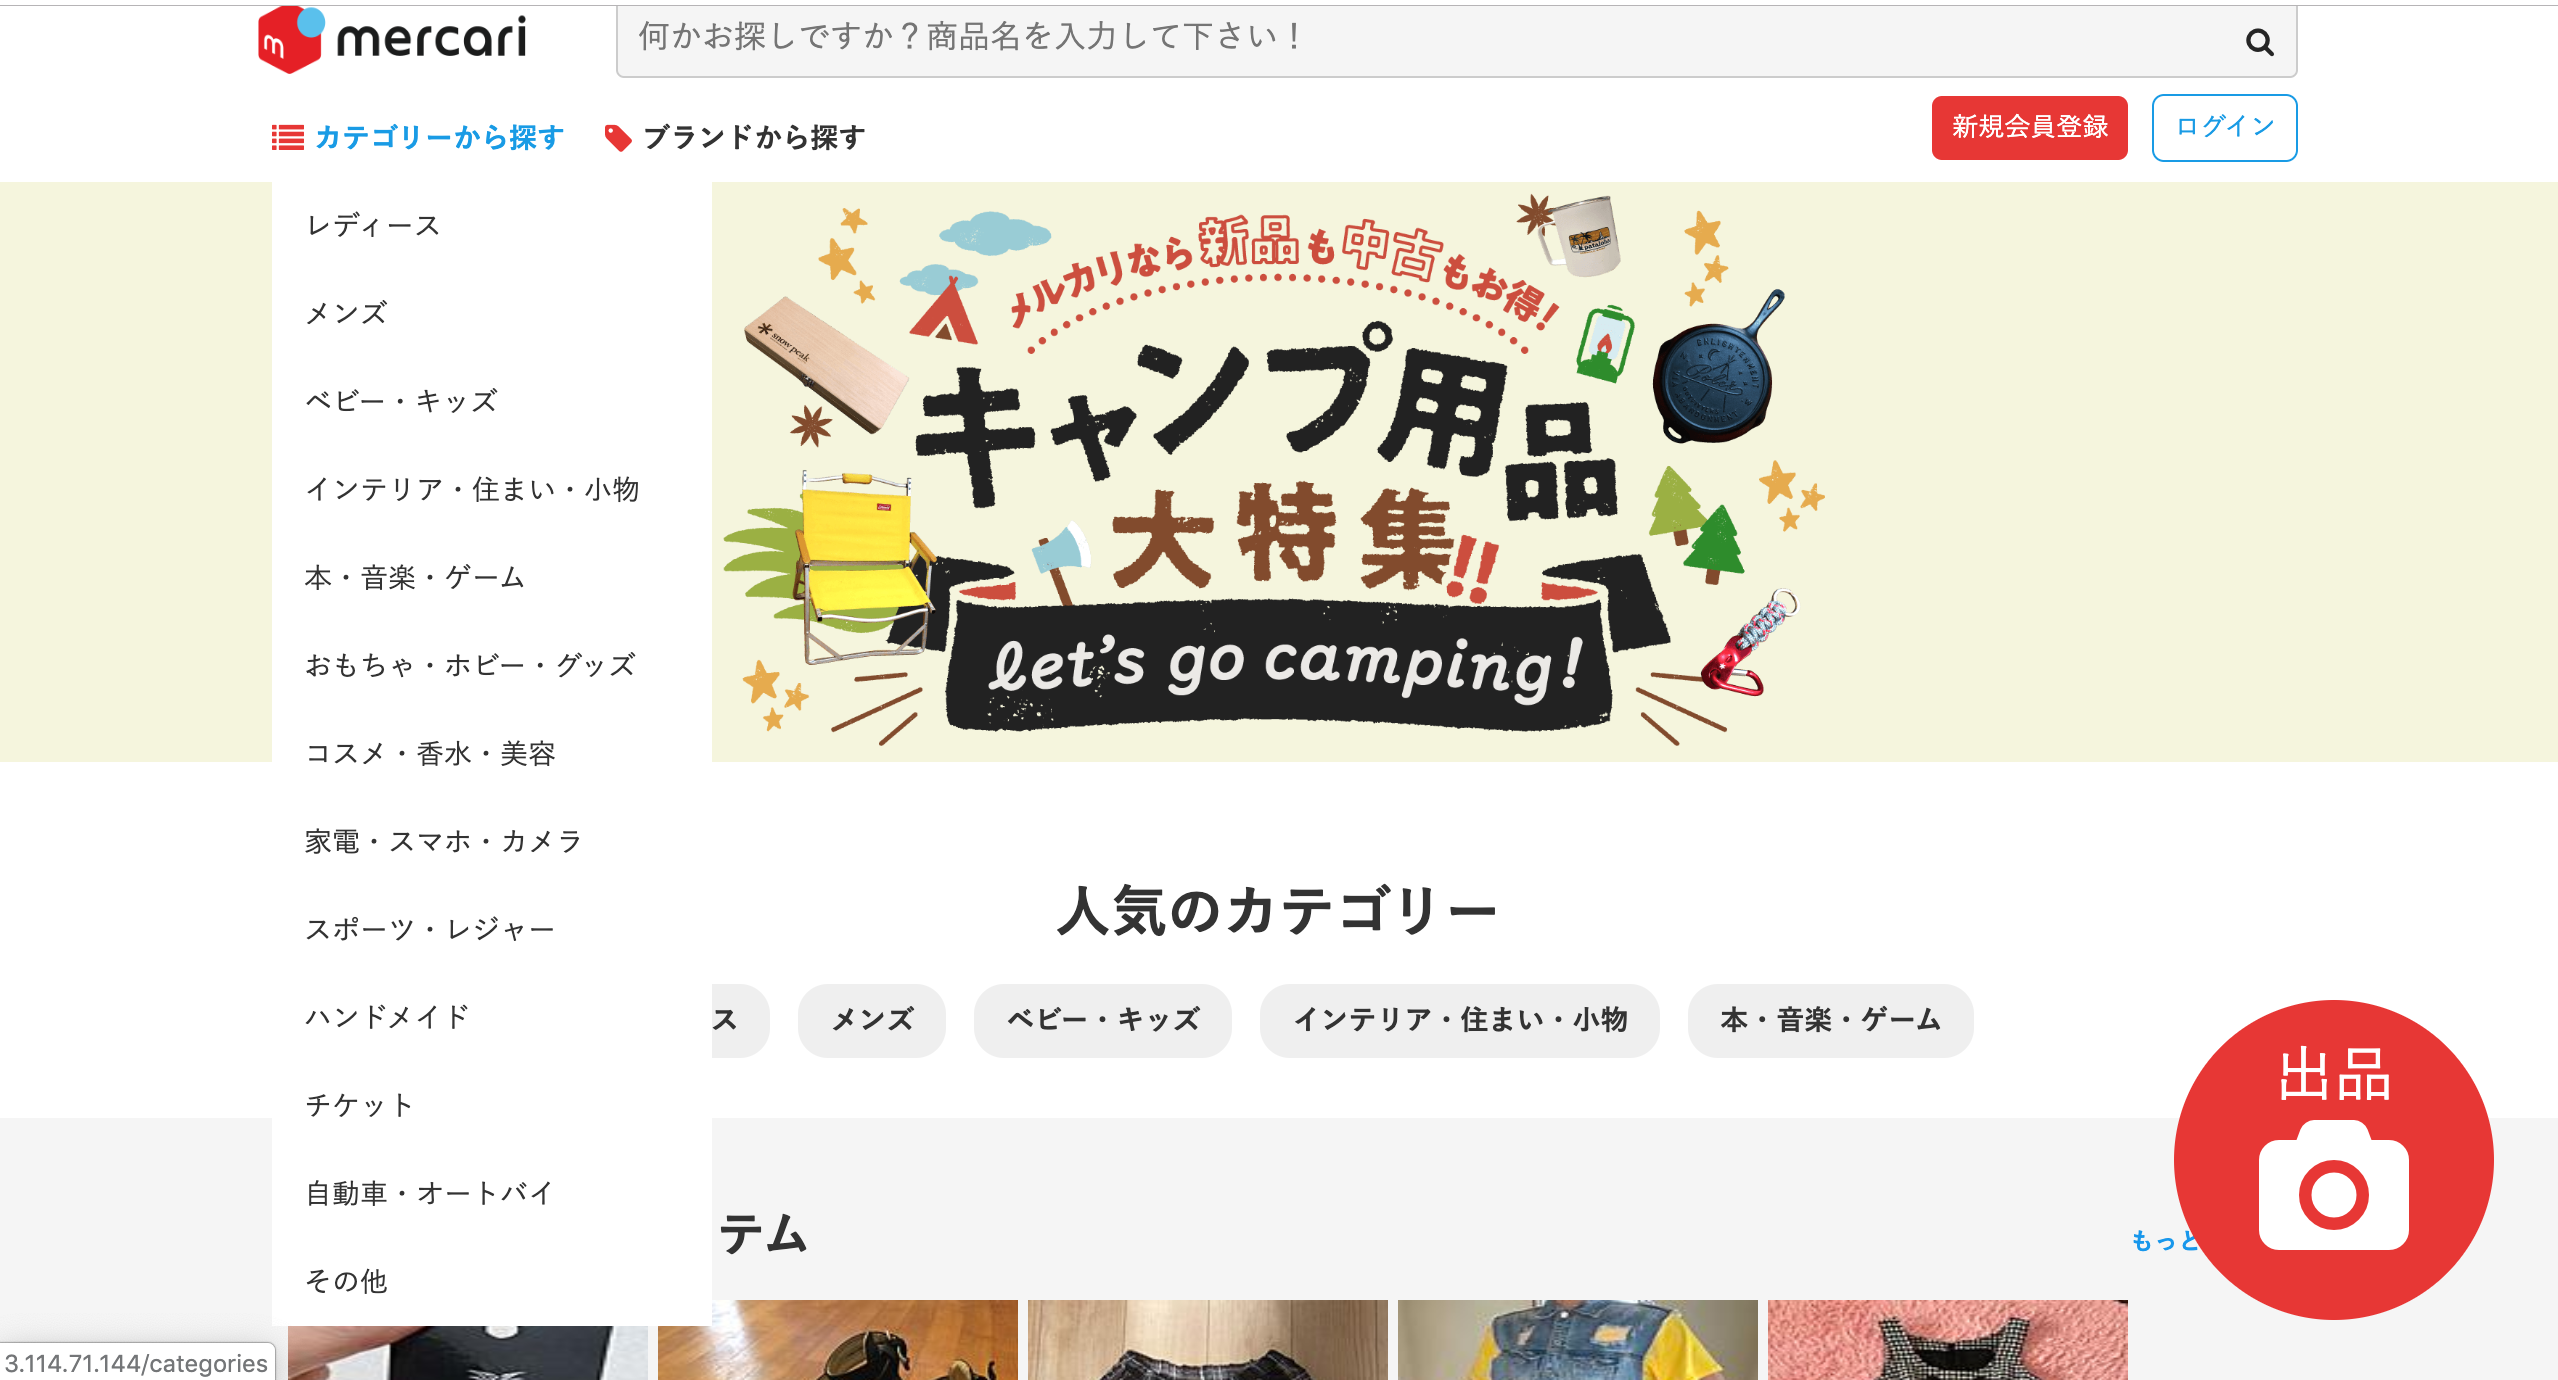 mercari
何かお探しですか？商品名を入力して下さい！
カテゴリーから探す
ブランドから探す
新規会員登録
ログイン
レディース
メンズ
ベビー・キッズ
インテリア・住まい・小物
本・音楽・ゲーム
おもちゃ・ホビー・グッズ
コスメ・香水・美容
家電・スマホ・カメラ
スポーツ・レジャー
ハンドメイド
チケット
自動車・オートバイ
その他
メルカリなら新品も中古もお得！
キャンプ用品
大特集!!
let's go camping!
snow peak
人気のカテゴリー
ス
メンズ
ベビー・キッズ
インテリア・住まい・小物
本・音楽・ゲーム
出品
テム
もっと
3.114.71.144/categories